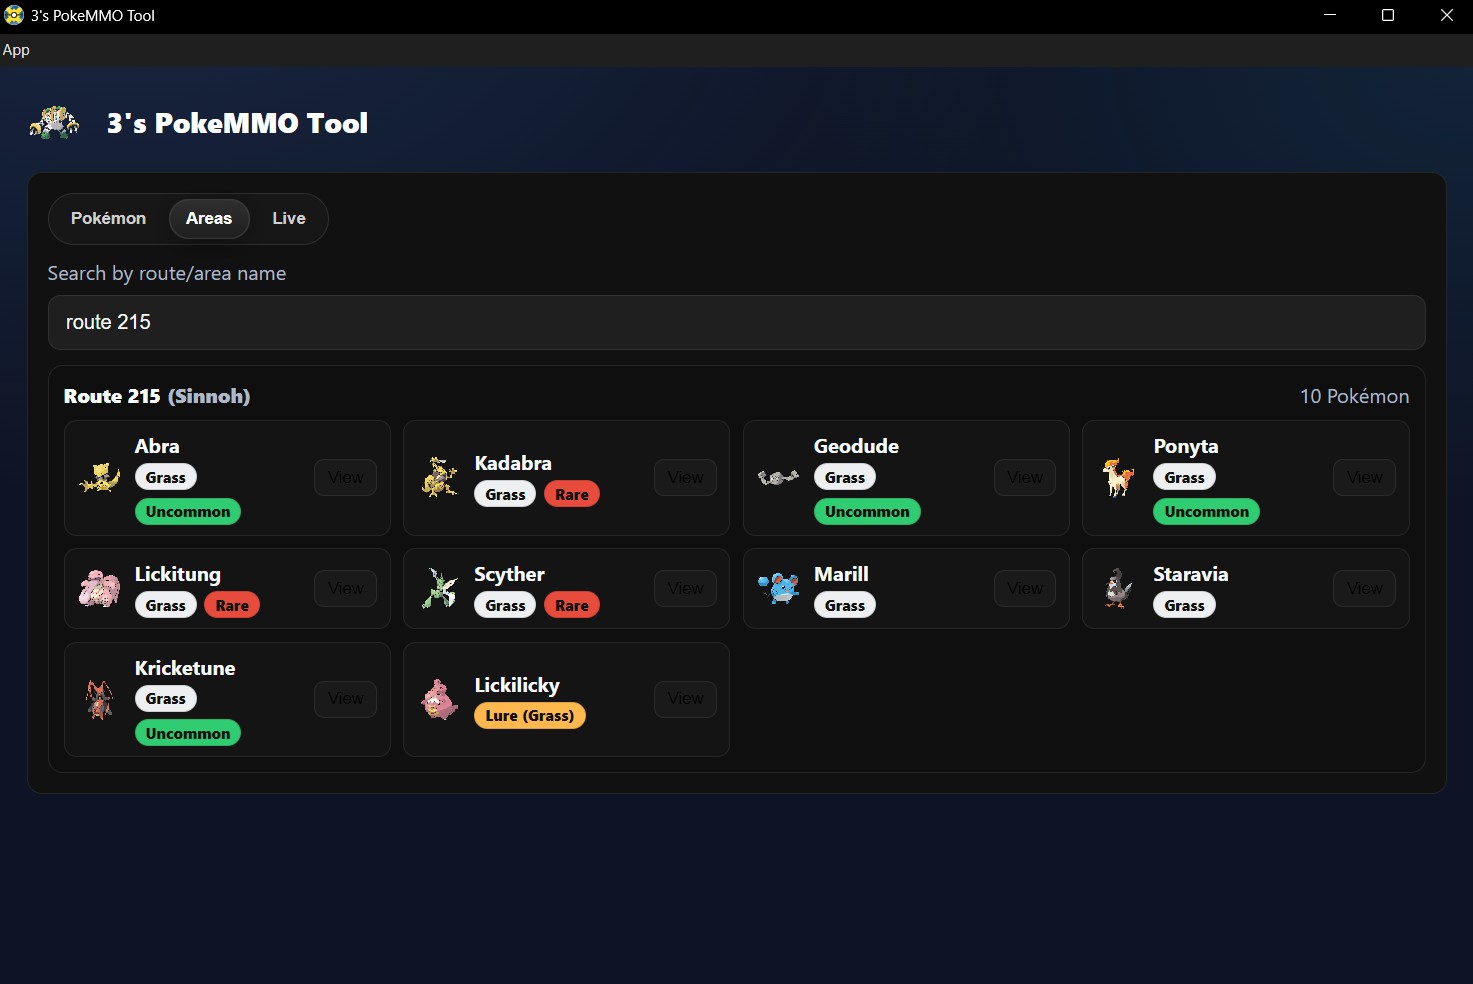 3's PokeMMO Tool
App
3's PokeMMO Tool
Pokémon Areas Live
Search by route/area name
route 215
Route 215 (Sinnoh) 10 Pokémon
Abra
Grass
Uncommon
View
Kadabra
Grass Rare
View
Geodude
Grass
Uncommon
View
Ponyta
Grass
Uncommon
View
Lickitung
Grass Rare
View
Scyther
Grass Rare
View
Marill
Grass
View
Staravia
Grass
View
Kricketune
Grass
Uncommon
View
Lickilicky
Lure (Grass)
View